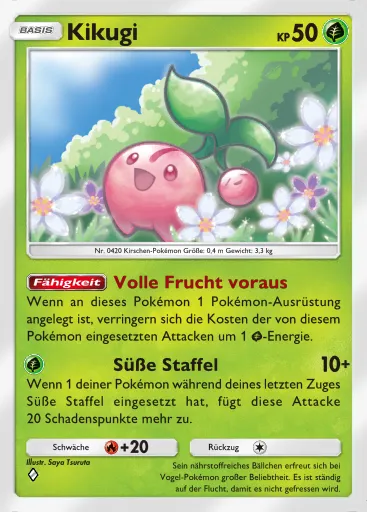 BASIS Kikugi KP 50
Nr. 0420 Kirschen-Pokémon Größe: 0,4 m Gewicht: 3,3 kg
Fähigkeit Volle Frucht voraus
Wenn an dieses Pokémon 1 Pokémon-Ausrüstung
angelegt ist, verringern sich die Kosten der von diesem
Pokémon eingesetzten Attacken um 1 -Energie.
Süße Staffel 10+
Wenn 1 deiner Pokémon während deines letzten Zuges
Süße Staffel eingesetzt hat, fügt diese Attacke
20 Schadenspunkte mehr zu.
Schwäche +20 Rückzug
Illustr. Saya Tsuruta
Sein nährstoffreiches Bällchen erfreut sich bei
Vogel-Pokémon großer Beliebtheit. Es ist ständig
auf der Flucht, damit es nicht gefressen wird.